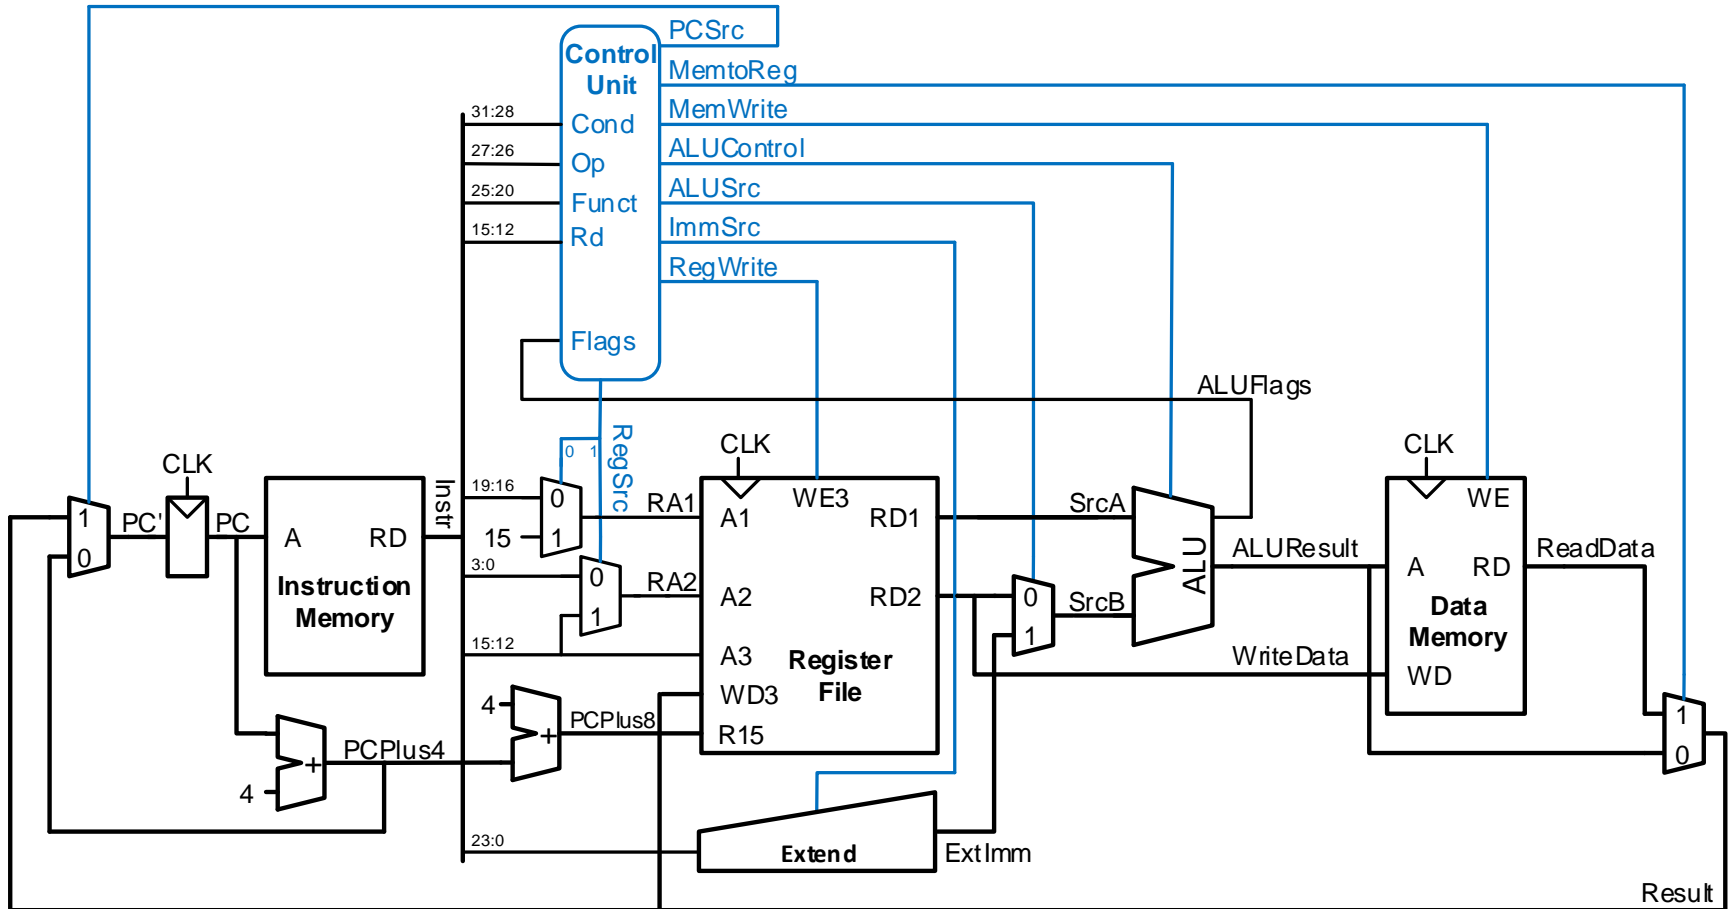 PCSrc
Control
Unit
MemtoReg
MemWrite
ALUControl
ALUSrc
ImmSrc
RegWrite
31:28
Cond
27:26
Op
25:20
Funct
15:12
Rd
Flags
ALUFlags
RegSrc
0 1
CLK
CLK
CLK
Instr
19:16
0
1
15
RA1
3:0
0
1
RA2
15:12
1
0
PC'
PC
A
RD
Instruction
Memory
WE3
A1
RD1
A2
RD2
A3
WD3
R15
Register
File
SrcA
0
1
SrcB
ALU
ALUResult
WriteData
WE
A
RD
Data
Memory
WD
ReadData
1
0
4
+
PCPlus4
4
+
PCPlus8
23:0
Extend
ExtImm
Result